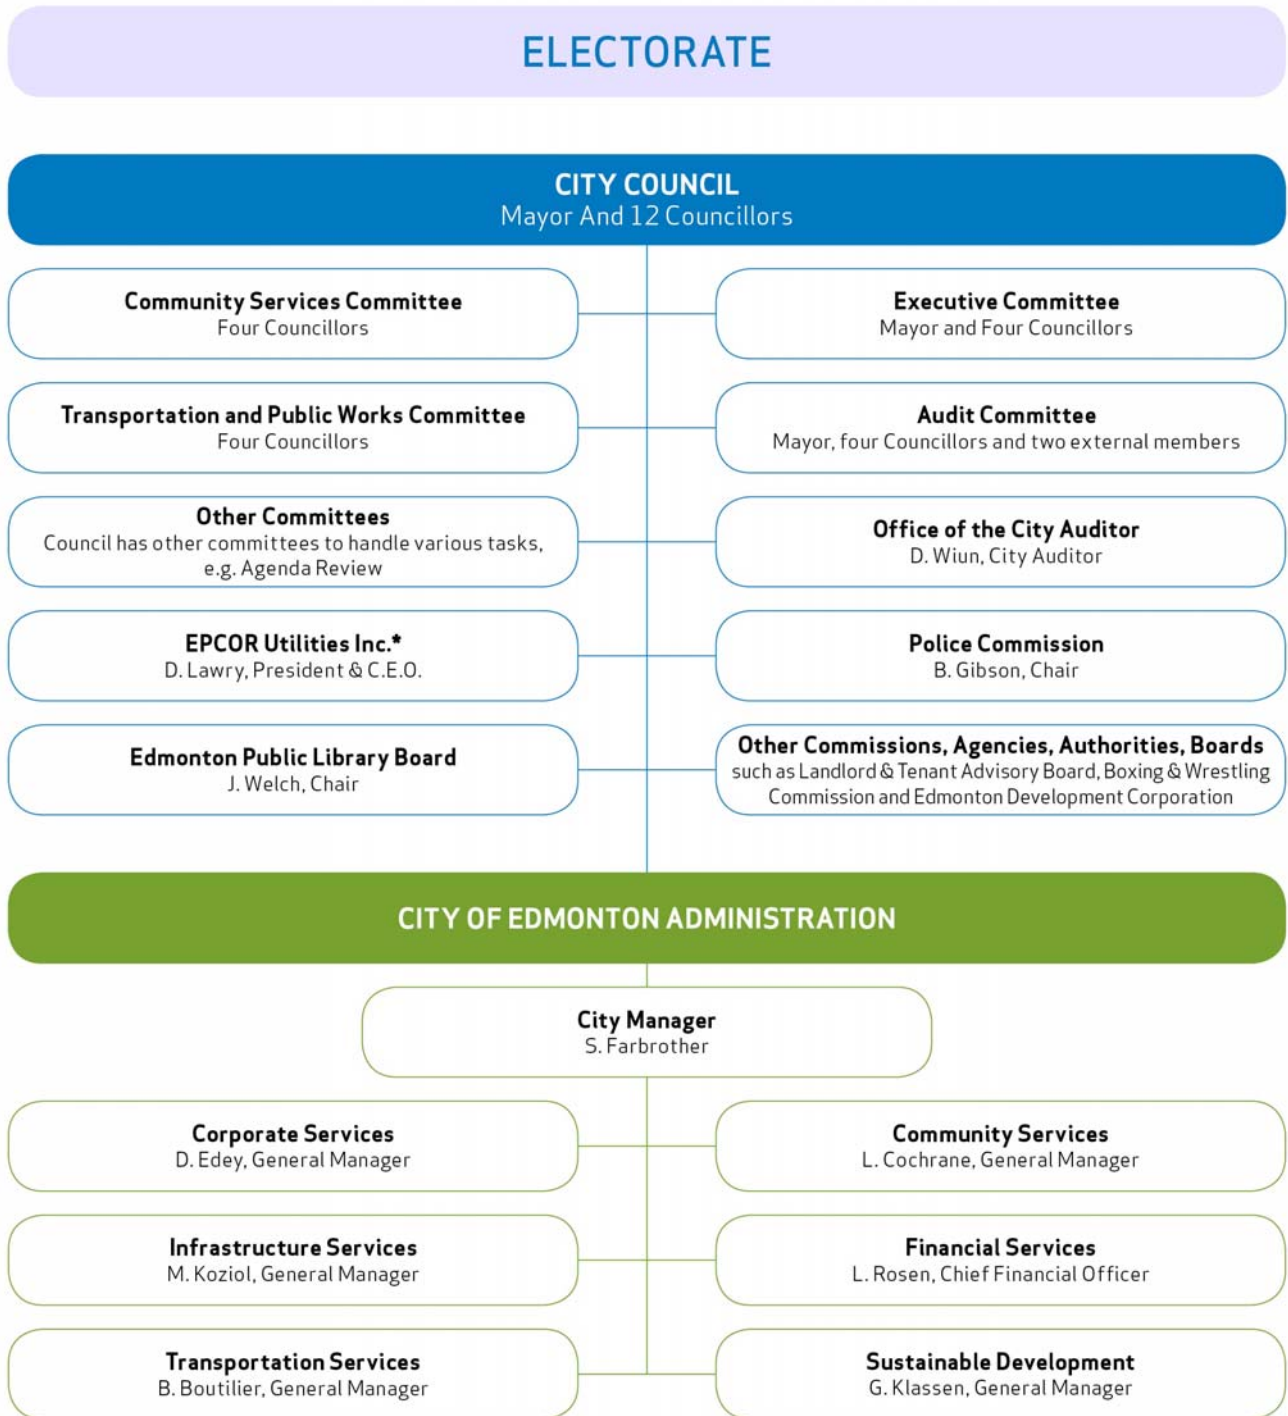 ELECTORATE
CITY COUNCIL
Mayor And 12 Councillors
Community Services Committee
Four Councillors
Executive Committee
Mayor and Four Councillors
Transportation and Public Works Committee
Four Councillors
Audit Committee
Mayor, four Councillors and two external members
Other Committees
Council has other committees to handle various tasks,
e.g. Agenda Review
Office of the City Auditor
D. Wiun, City Auditor
EPCOR Utilities Inc.*
D. Lawry, President & C.E.O.
Police Commission
B. Gibson, Chair
Edmonton Public Library Board
J. Welch, Chair
Other Commissions, Agencies, Authorities, Boards
such as Landlord & Tenant Advisory Board, Boxing & Wrestling
Commission and Edmonton Development Corporation
CITY OF EDMONTON ADMINISTRATION
City Manager
S. Farbrother
Corporate Services
D. Edey, General Manager
Community Services
L. Cochrane, General Manager
Infrastructure Services
M. Koziol, General Manager
Financial Services
L. Rosen, Chief Financial Officer
Transportation Services
B. Boutilier, General Manager
Sustainable Development
G. Klassen, General Manager